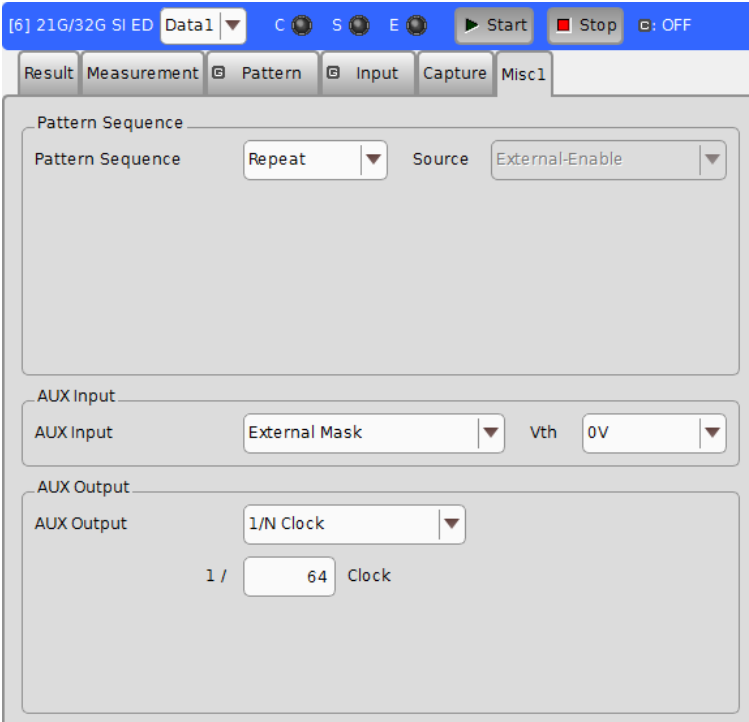 [6] 21G/32G SI ED Data1 C S E Start Stop C: OFF
Result Measurement C Pattern C Input Capture Misc1
Pattern Sequence
Pattern Sequence Repeat Source External-Enable
AUX Input
AUX Input External Mask Vth 0V
AUX Output
AUX Output 1/N Clock
1 / 64 Clock